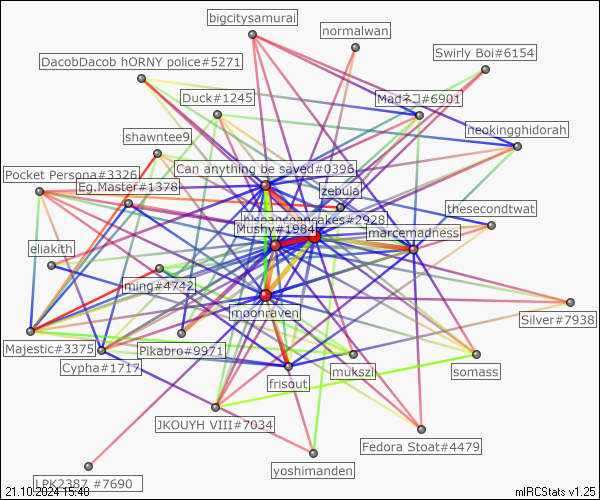 bigcitysamurai
normalwan
Swirly Boi#6154
DacobDacob hORNY police#5271
Duck#1245
Madネコ#6901
neokingghidorah
shawntee9
Can anything be saved#0396
Pocket Persona#3326
Eg.Master#1378
zebula
thesecondtwat
hispancpancakes#2928
Mushy#1984
marcemadness
eliakith
ming#4742
moonraven
Silver#7938
Majestic#3375
Pikabro#9971
Cypha#1717
mukszi
somass
frisout
JKOUYH VIII#7034
Fedora Stoat#4479
yoshimanden
LPK2387 #7690
21.10.2024 15:48
mIRCStats v1.25